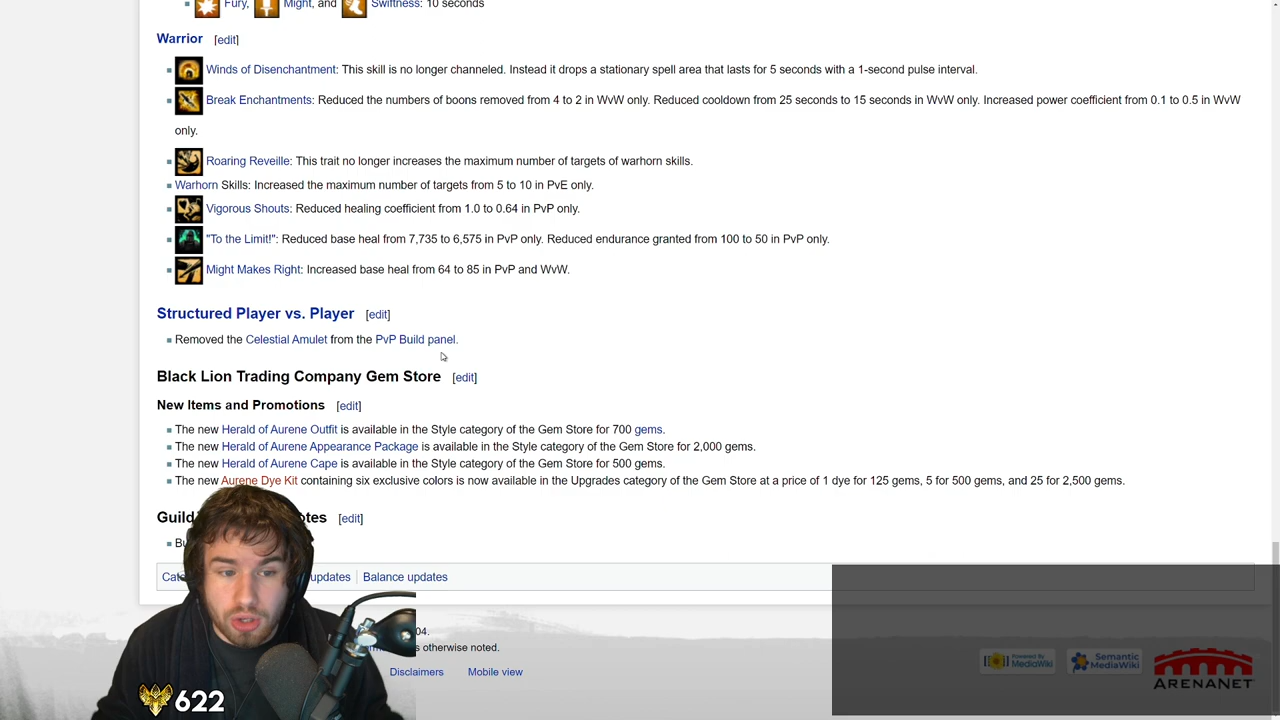 Fury, Might, and Swiftness: 10 seconds
Warrior [edit]
Winds of Disenchantment: This skill is no longer channeled. Instead it drops a stationary spell area that lasts for 5 seconds with a 1-second pulse interval.
Break Enchantments: Reduced the numbers of boons removed from 4 to 2 in WvW only. Reduced cooldown from 25 seconds to 15 seconds in WvW only. Increased power coefficient from 0.1 to 0.5 in WvW
only.
Roaring Reveille: This trait no longer increases the maximum number of targets of warhorn skills.
Warhorn Skills: Increased the maximum number of targets from 5 to 10 in PvE only.
Vigorous Shouts: Reduced healing coefficient from 1.0 to 0.64 in PvP only.
"To the Limit!": Reduced base heal from 7,735 to 6,575 in PvP only. Reduced endurance granted from 100 to 50 in PvP only.
Might Makes Right: Increased base heal from 64 to 85 in PvP and WvW.
Structured Player vs. Player [edit]
Removed the Celestial Amulet from the PvP Build panel.
Black Lion Trading Company Gem Store [edit]
New Items and Promotions [edit]
The new Herald of Aurene Outfit is available in the Style category of the Gem Store for 700 gems.
The new Herald of Aurene Appearance Package is available in the Style category of the Gem Store for 2,000 gems.
The new Herald of Aurene Cape is available in the Style category of the Gem Store for 500 gems.
The new Aurene Dye Kit containing six exclusive colors is now available in the Upgrades category of the Gem Store at a price of 1 dye for 125 gems, 5 for 500 gems, and 25 for 2,500 gems.
Guild [edit]
updates Balance updates
04.
otherwise noted.
Disclaimers Mobile view
Powered By MediaWiki
Semantic MediaWiki
ARENANET
622